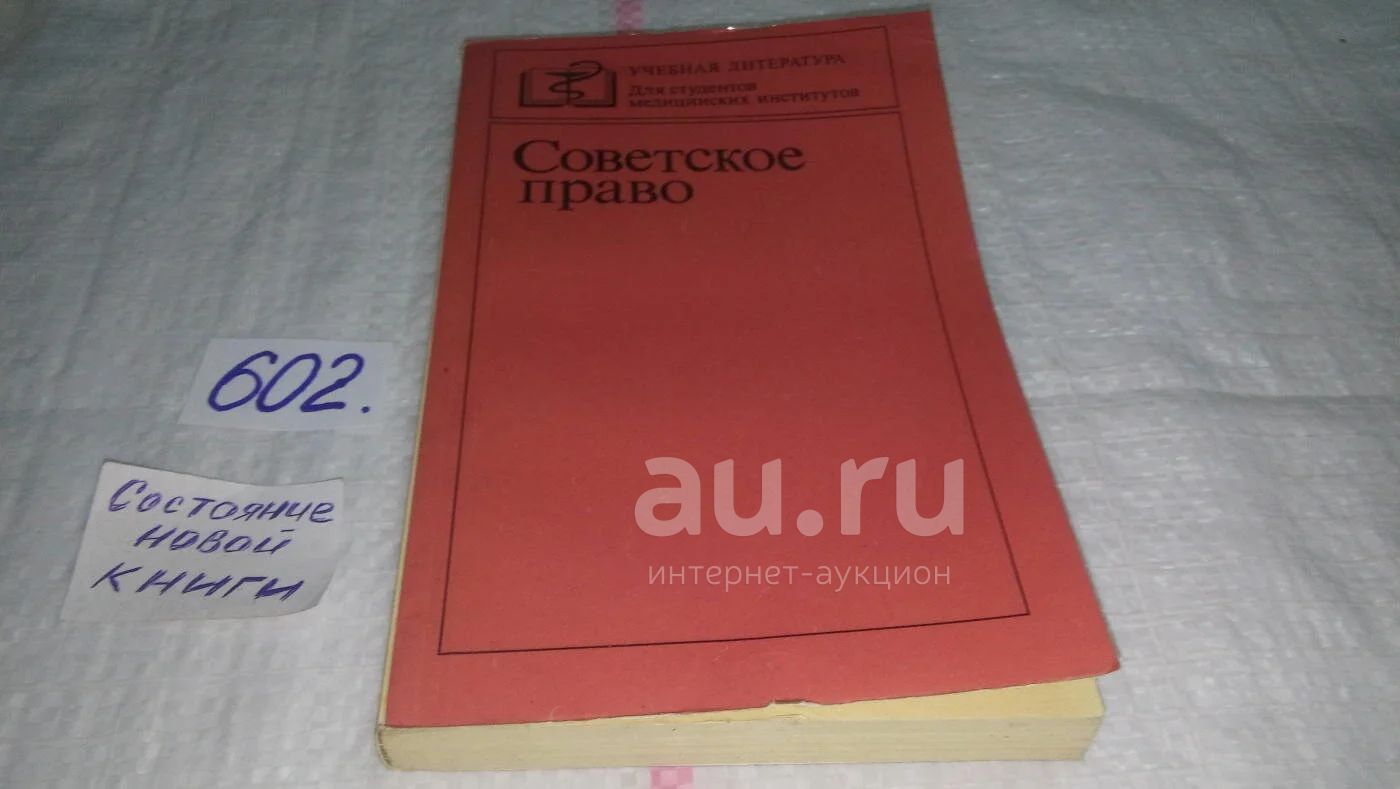 УЧЕБНАЯ ЛИТЕРАТУРА
Для студентов
медицинских институтов
Советское
право
602.
Состояние
новой
книги
au.ru
интернет-аукцион